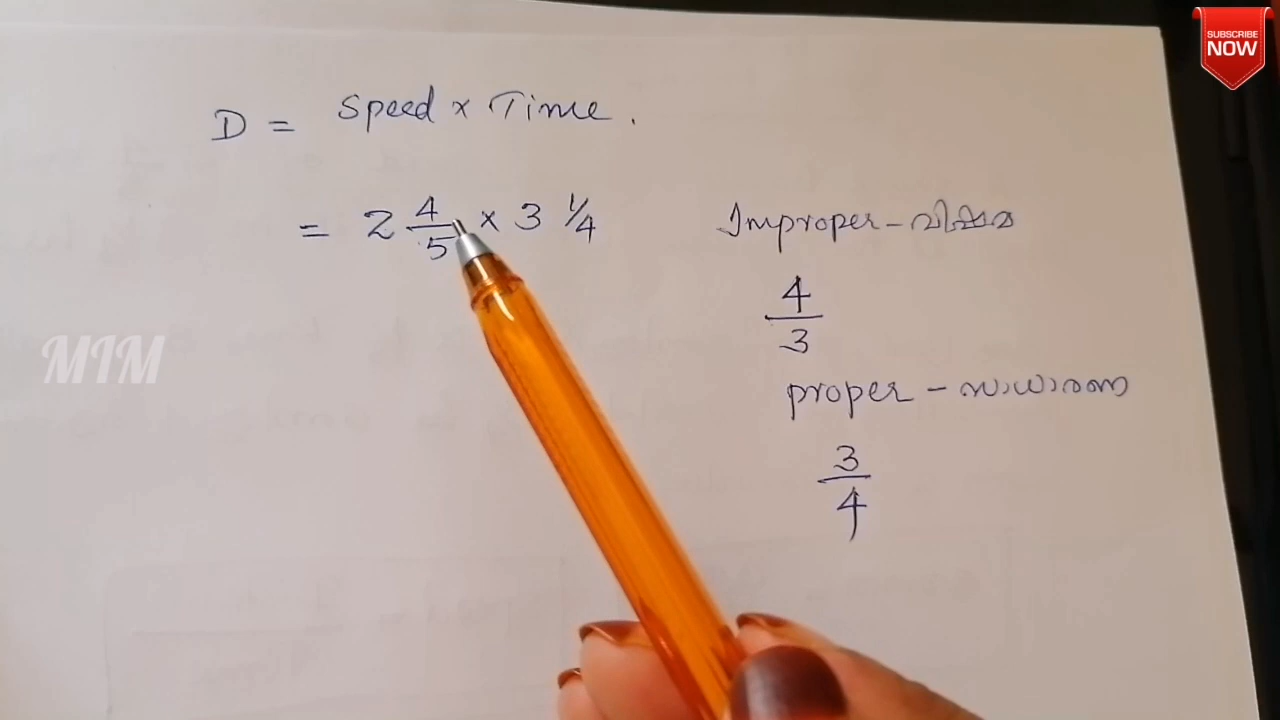 SUBSCRIBE
NOW
D = Speed × Time.
= 2 4/5 × 3 1/4
Improper - വിഷമ
4/3
proper - സാധാരണ
3/4
MIM